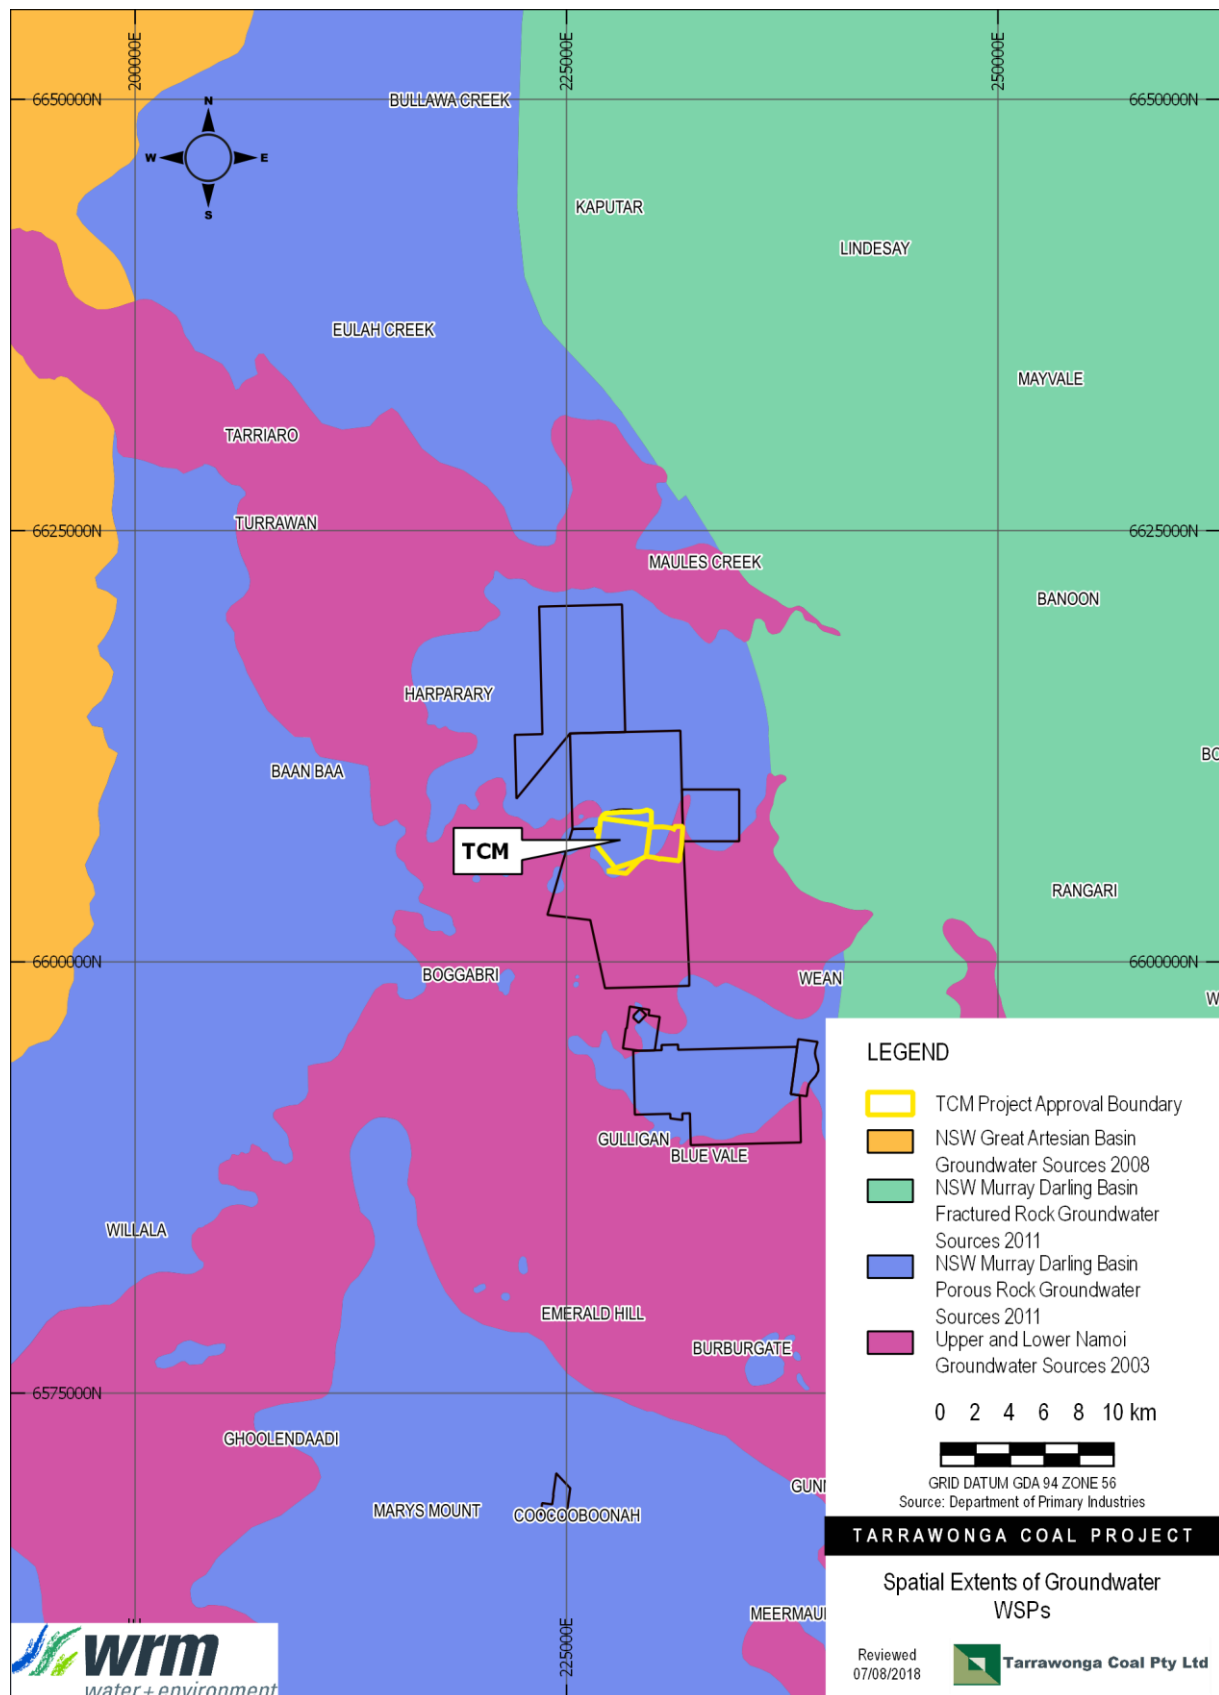 200000E
225000E
250000E
6650000N
BULLAWA CREEK
6650000N
N
W
E
S
KAPUTAR
LINDESAY
EULAH CREEK
MAYVALE
TARRIARO
TURRAWAN
6625000N
6625000N
MAULES CREEK
BANOON
HARPARARY
BAAN BAA
BO
TCM
RANGARI
6600000N
BOGGABRI
WEAN
6600000N
W
GULLIGAN
BLUE VALE
WILLALA
EMERALD HILL
BURBURGATE
6575000N
GHOOLENDAADI
MARYS MOUNT
COOCOOBOONAH
GUNN
MEERMAU
225000E
LEGEND
TCM Project Approval Boundary
NSW Great Artesian Basin
Groundwater Sources 2008
NSW Murray Darling Basin
Fractured Rock Groundwater
Sources 2011
NSW Murray Darling Basin
Porous Rock Groundwater
Sources 2011
Upper and Lower Namoi
Groundwater Sources 2003
0 2 4 6 8 10 km
GRID DATUM GDA 94 ZONE 56
Source: Department of Primary Industries
TARRAWONGA COAL PROJECT
Spatial Extents of Groundwater
WSPs
Reviewed
07/08/2018
Tarrawonga Coal Pty Ltd
wrm
water + environment